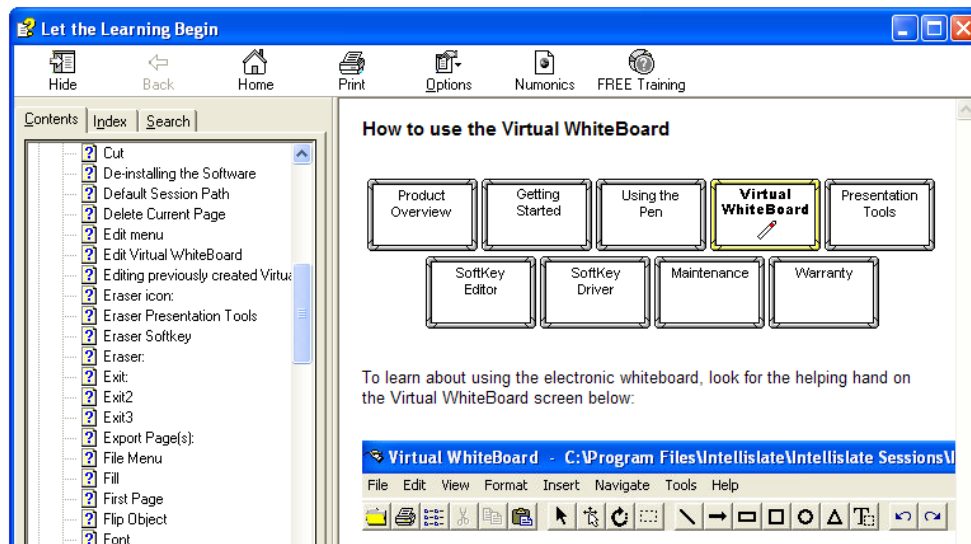 Let the Learning Begin
Hide Back Home Print Options Numonics FREE Training
Contents Index Search
Cut
De-installing the Software
Default Session Path
Delete Current Page
Edit menu
Edit Virtual WhiteBoard
Editing previously created Virtua
Eraser icon:
Eraser Presentation Tools
Eraser Softkey
Eraser:
Exit:
Exit2
Exit3
Export Page(s):
File Menu
Fill
First Page
Flip Object
Font
How to use the Virtual WhiteBoard
Product
Overview
Getting
Started
Using the
Pen
Virtual
WhiteBoard
Presentation
Tools
SoftKey
Editor
SoftKey
Driver
Maintenance
Warranty
To learn about using the electronic whiteboard, look for the helping hand on
the Virtual WhiteBoard screen below:
Virtual WhiteBoard - C:\Program Files\Intellislate\Intellislate Sessions\
File Edit View Format Insert Navigate Tools Help